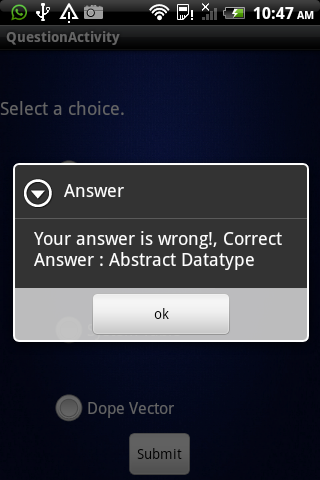 10:47 AM
QuestionActivity
Select a choice.
Answer
Your answer is wrong!, Correct
Answer : Abstract Datatype
ok
Dope Vector
Submit